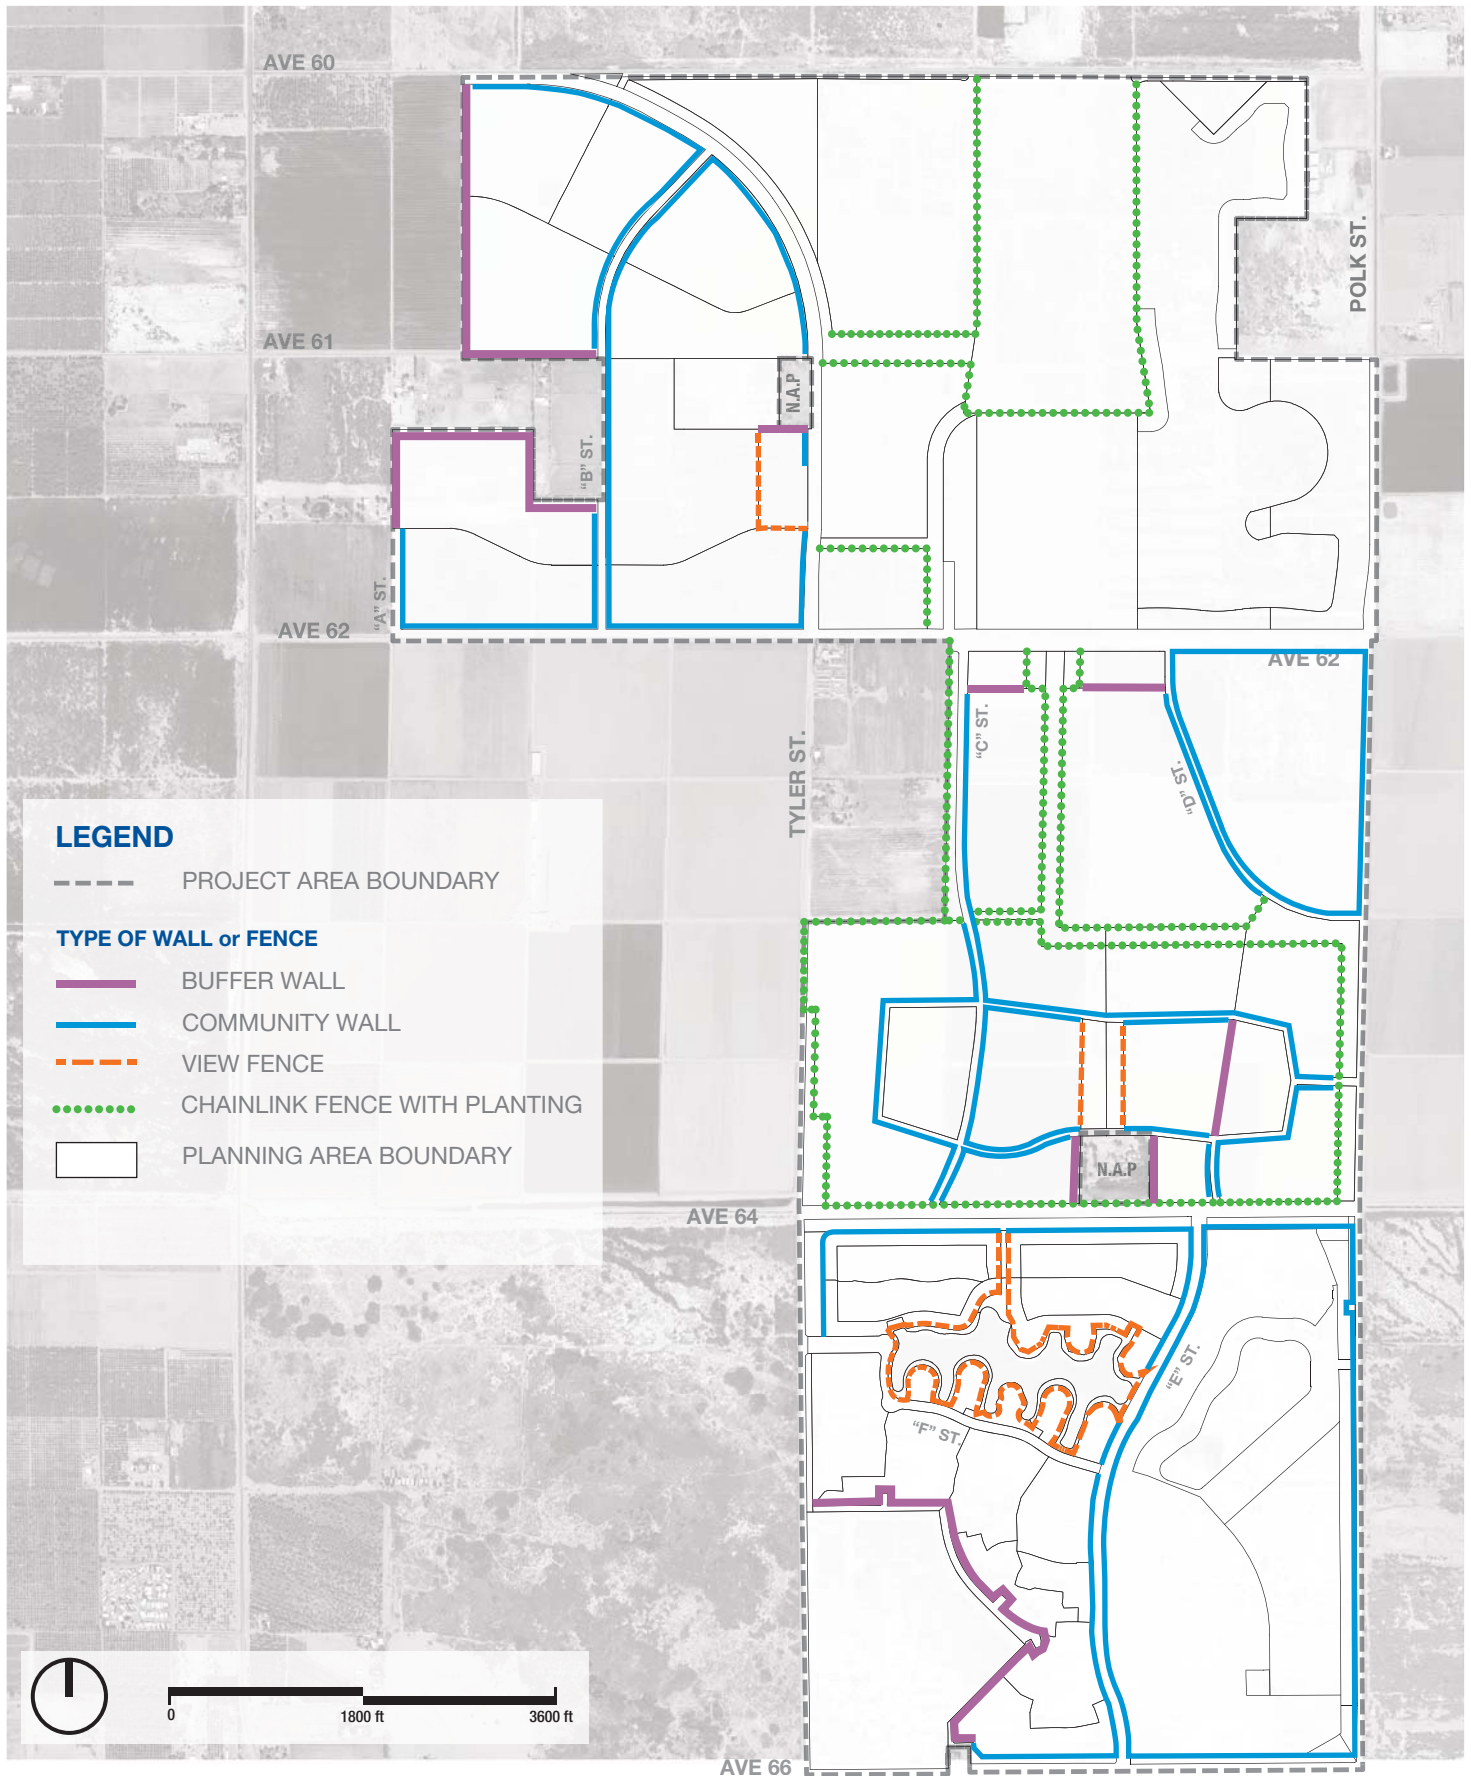 AVE 60
POLK ST.
AVE 61
N.A.P
"B" ST.
"A" ST.
AVE 62
AVE 62
"C" ST.
TYLER ST.
"D" ST.
LEGEND
PROJECT AREA BOUNDARY
TYPE OF WALL or FENCE
BUFFER WALL
COMMUNITY WALL
VIEW FENCE
CHAINLINK FENCE WITH PLANTING
PLANNING AREA BOUNDARY
N.A.P
AVE 64
"E" ST.
"F" ST.
0 1800 ft 3600 ft
AVE 66